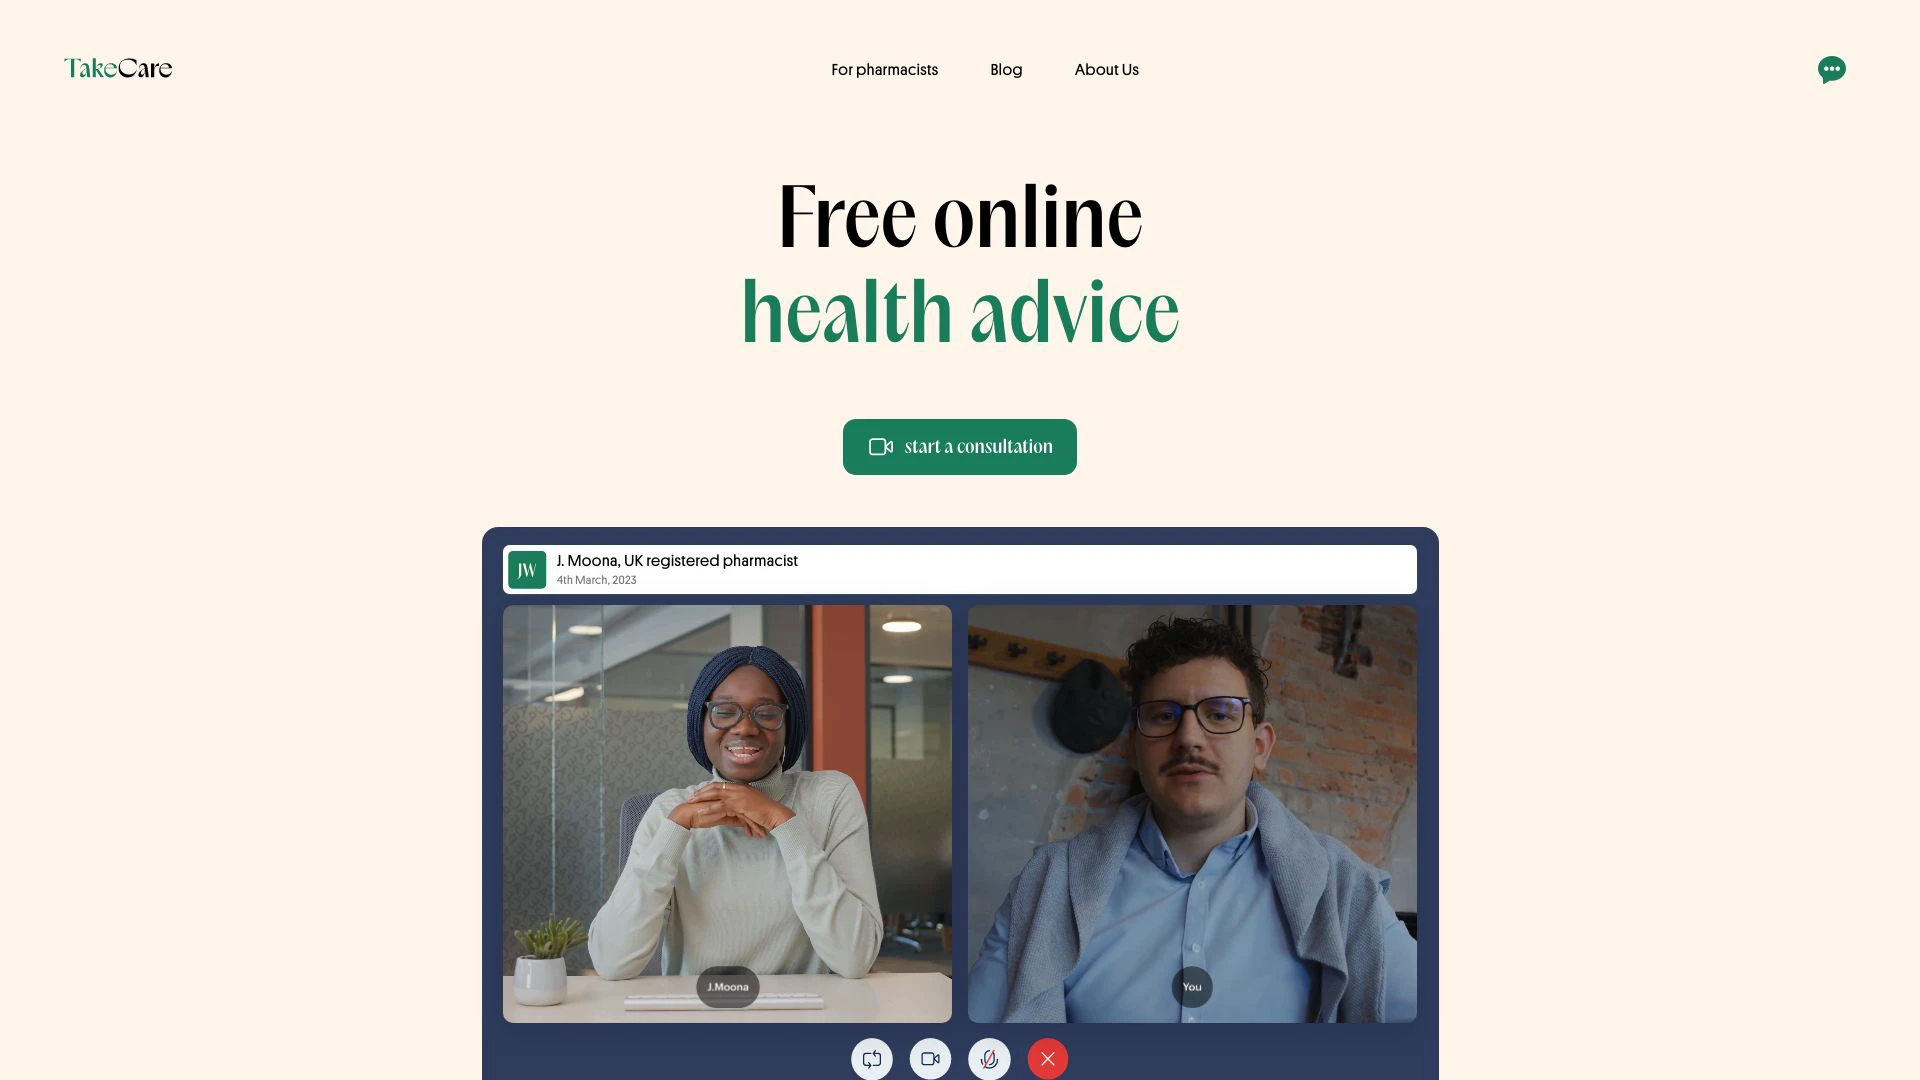 TakeCare
For pharmacists
Blog
About Us
Free online
health advice
start a consultation
JW
J. Moona, UK registered pharmacist
4th March, 2023
J.Moona
You